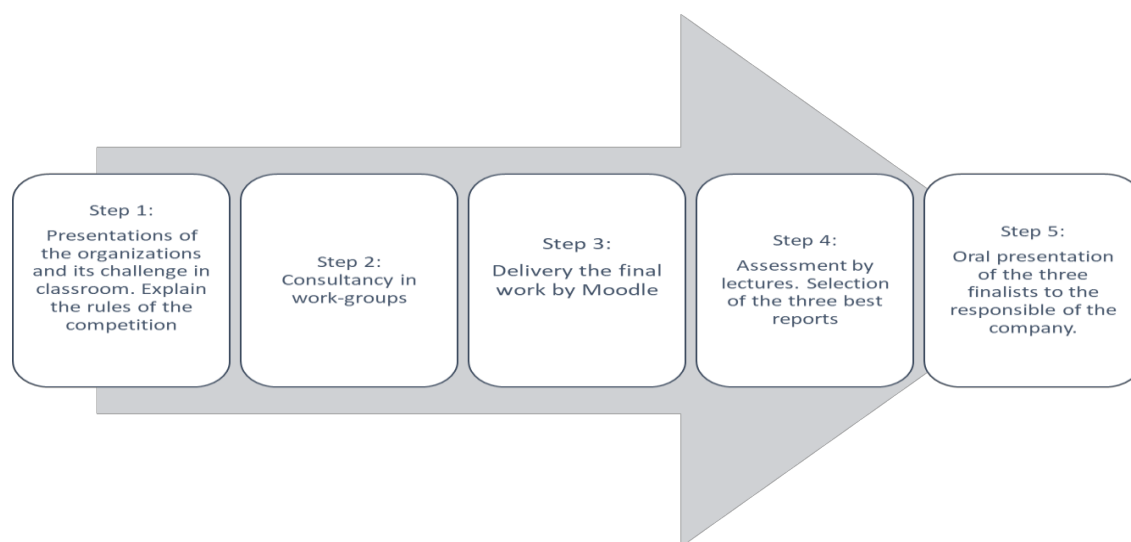 Step 1:
Presentations of
the organizations
and its challenge in
classroom. Explain
the rules of the
competition
Step 2:
Consultancy in
work-groups
Step 3:
Delivery the final
work by Moodle
Step 4:
Assessment by
lectures. Selection
of the three best
reports
Step 5:
Oral presentation
of the three
finalists to the
responsible of the
company.